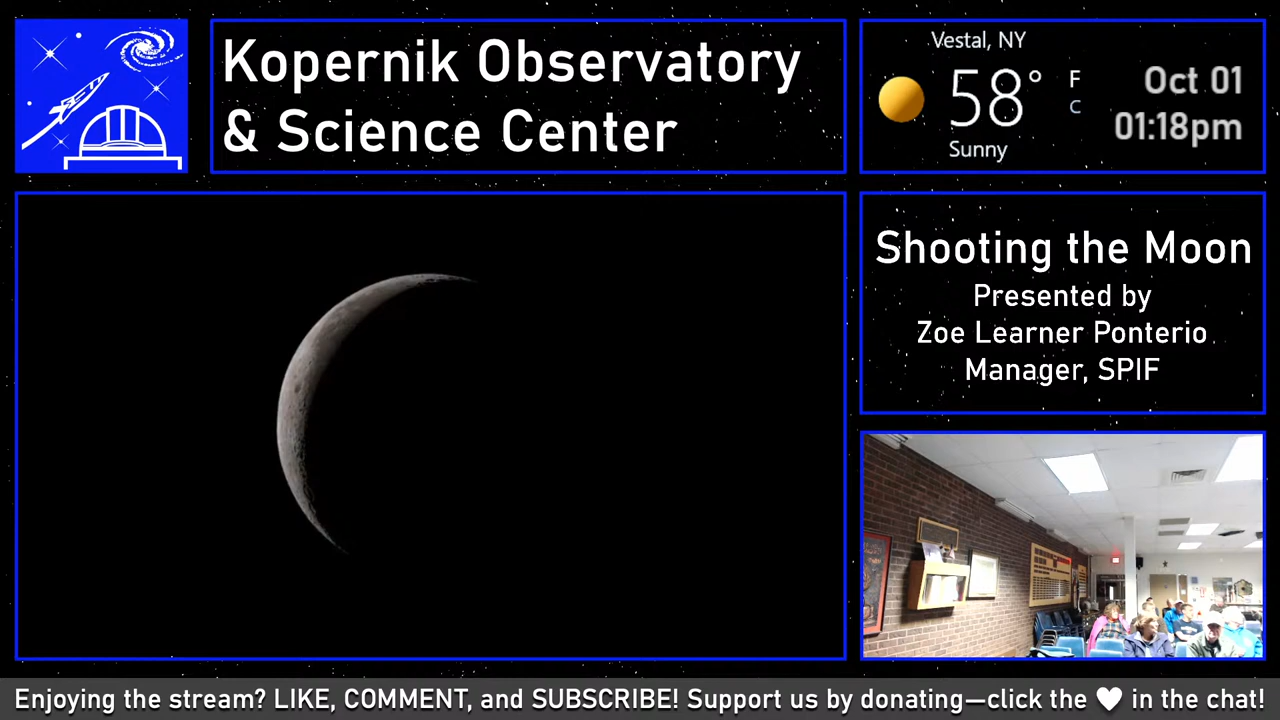 Kopernik Observatory
& Science Center
Vestal, NY
58°
F
C
Sunny
Oct 01
01:18pm
Shooting the Moon
Presented by
Zoe Learner Ponterio
Manager, SPIF
Enjoying the stream? LIKE, COMMENT, and SUBSCRIBE! Support us by donating—click the ♥ in the chat!